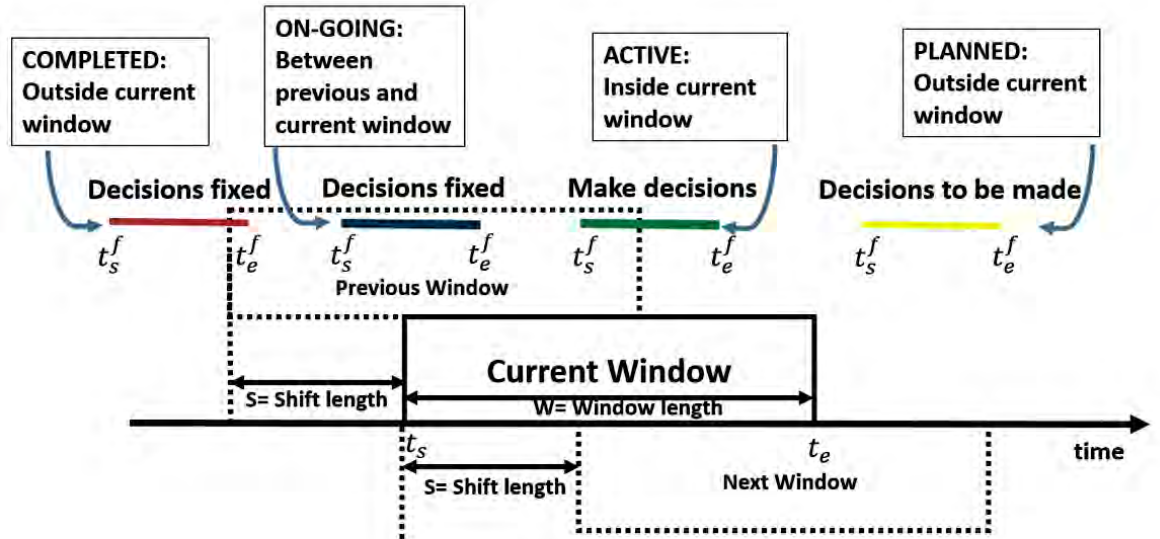 COMPLETED:
Outside current
window
ON-GOING:
Between
previous and
current window
ACTIVE:
Inside current
window
PLANNED:
Outside current
window
Decisions fixed
Decisions fixed
Make decisions
Decisions to be made
t_s^f
t_e^f
t_s^f
t_e^f
t_s^f
t_e^f
t_s^f
t_e^f
Previous Window
Current Window
S= Shift length
W= Window length
t_s
t_e
time
S= Shift length
Next Window